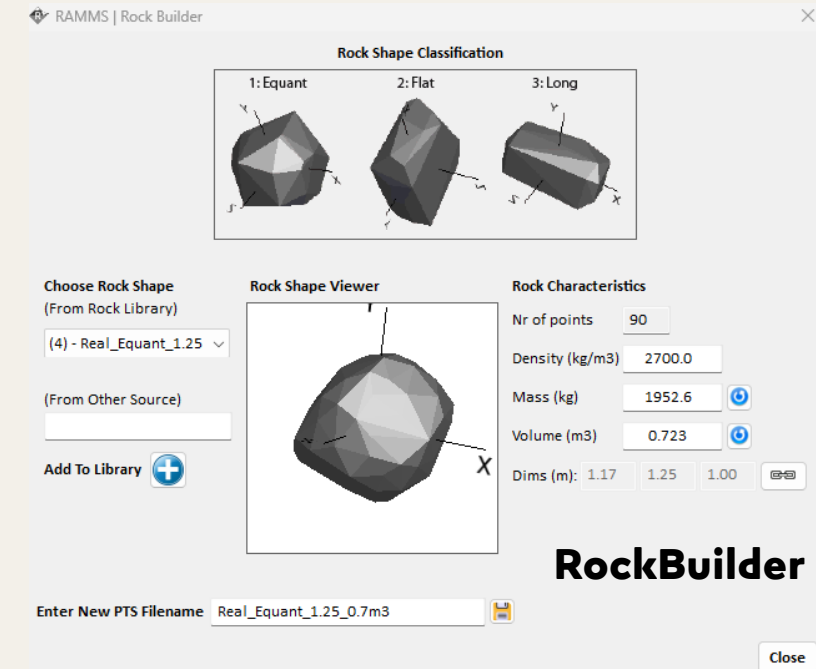 RAMMS | Rock Builder
Rock Shape Classification
1: Equant 2: Flat 3: Long
Y X Z
Y Z
Y X Z
Choose Rock Shape
(From Rock Library)
(4) - Real_Equant_1.25
(From Other Source)
Add To Library
Rock Shape Viewer
X
Rock Characteristics
Nr of points 90
Density (kg/m3) 2700.0
Mass (kg) 1952.6
Volume (m3) 0.723
Dims (m): 1.17 1.25 1.00
RockBuilder
Enter New PTS Filename Real_Equant_1.25_0.7m3
Close